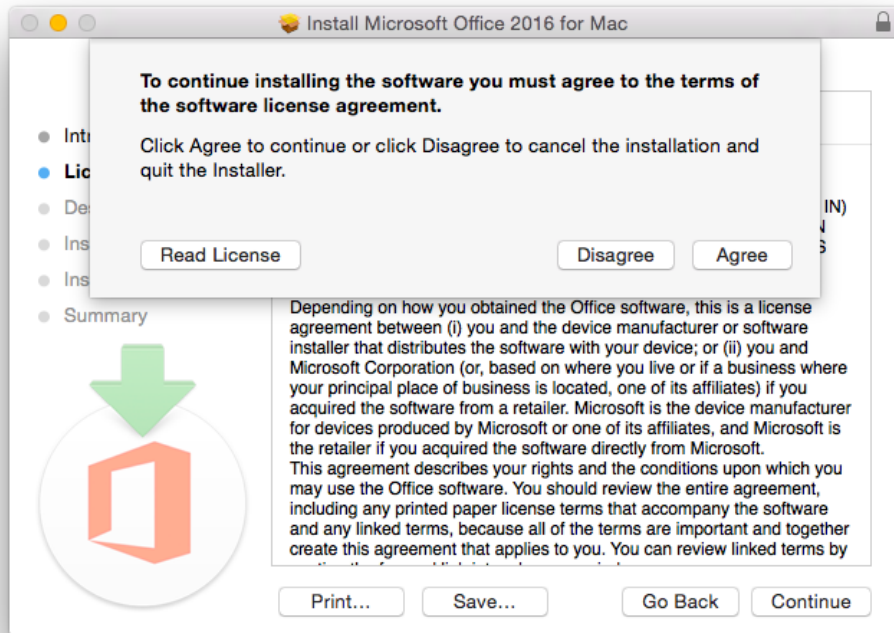 Install Microsoft Office 2016 for Mac
To continue installing the software you must agree to the terms of
the software license agreement.
Click Agree to continue or click Disagree to cancel the installation and
quit the Installer.
Read License
Disagree
Agree
Summary
IN)
S
Depending on how you obtained the Office software, this is a license
agreement between (i) you and the device manufacturer or software
installer that distributes the software with your device; or (ii) you and
Microsoft Corporation (or, based on where you live or if a business where
your principal place of business is located, one of its affiliates) if you
acquired the software from a retailer. Microsoft is the device manufacturer
for devices produced by Microsoft or one of its affiliates, and Microsoft is
the retailer if you acquired the software directly from Microsoft.
This agreement describes your rights and the conditions upon which you
may use the Office software. You should review the entire agreement,
including any printed paper license terms that accompany the software
and any linked terms, because all of the terms are important and together
create this agreement that applies to you. You can review linked terms by
Print...
Save...
Go Back
Continue